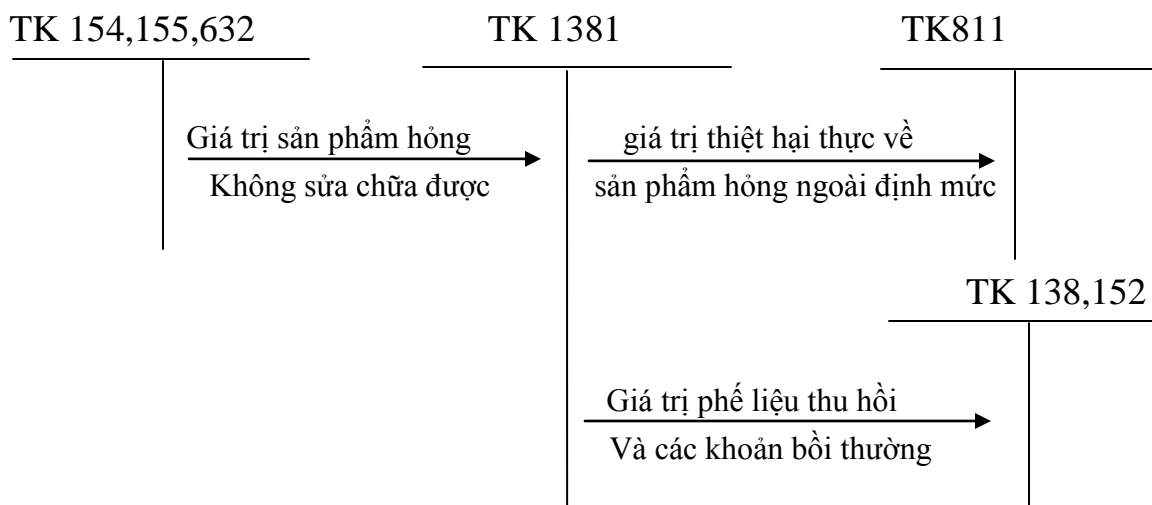 TK 154,155,632 TK 1381 TK811
Giá trị sản phẩm hỏng giá trị thiệt hại thực về
Không sửa chữa được sản phẩm hỏng ngoài định mức
TK 138,152
Giá trị phế liệu thu hồi
Và các khoản bồi thường